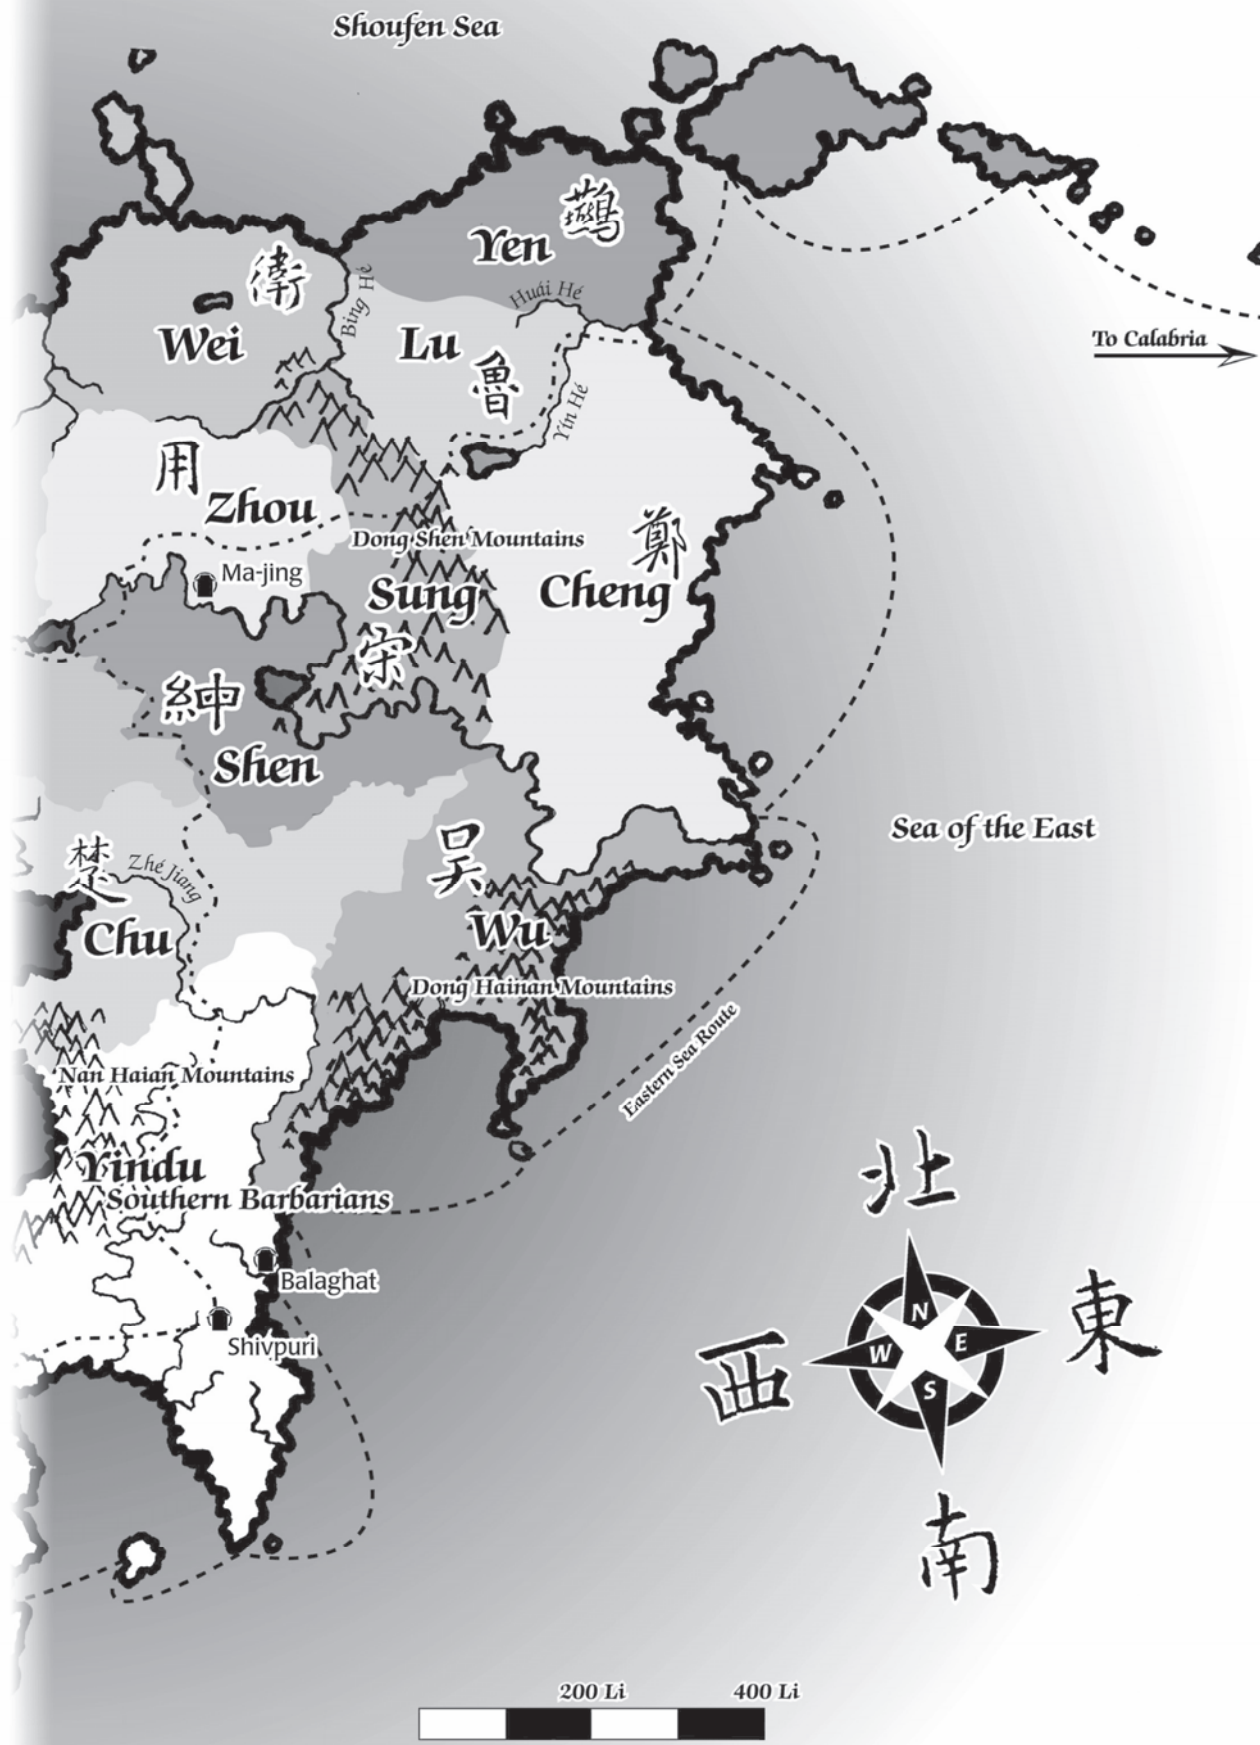 Shoufen Sea
Yen
Huái Hé
Bing Hé
衛
Wei
Lu
魯
To Calabria
Yín Hé
用
Zhou
Dong Shen Mountains
鄭
Cheng
Ma-jing
Sung
宋
紳
Shen
Sea of the East
吳
Wu
楚
Zhé Jiang
Chu
Dong Hainan Mountains
Eastern Sea Route
Nan Haian Mountains
Yindu
Southern Barbarians
Balaghat
Shivpuri
北
N
東
E
西
W
S
南
200 Li
400 Li